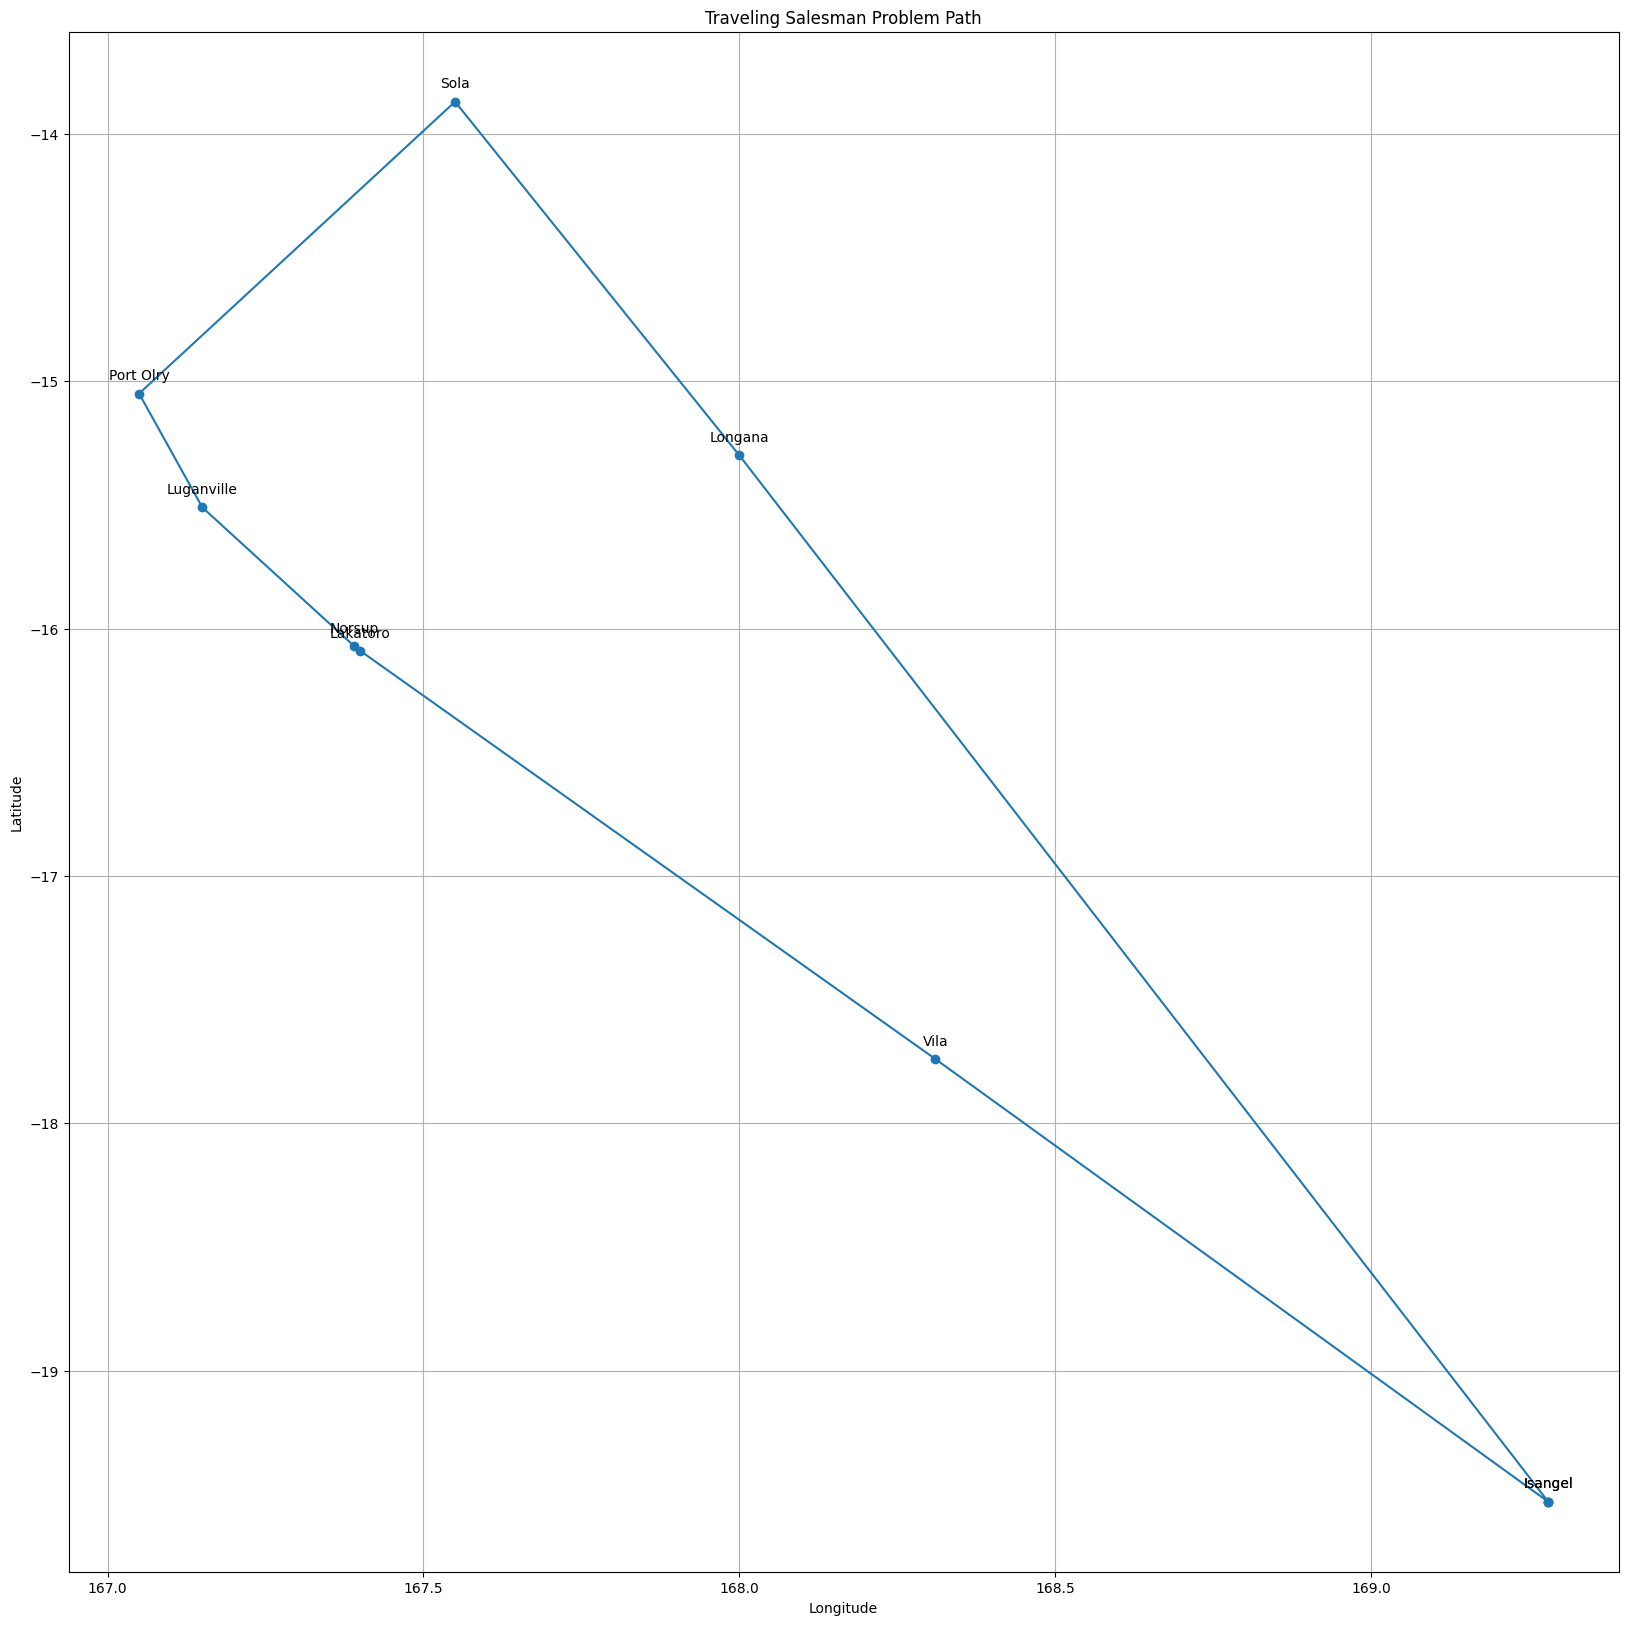 Traveling Salesman Problem Path
Sola
Port Olry
Longana
Luganville
Norsup
Lakatoro
Vila
Isangel
−14
−15
−16
−17
−18
−19
Latitude
167.0
167.5
168.0
168.5
169.0
Longitude